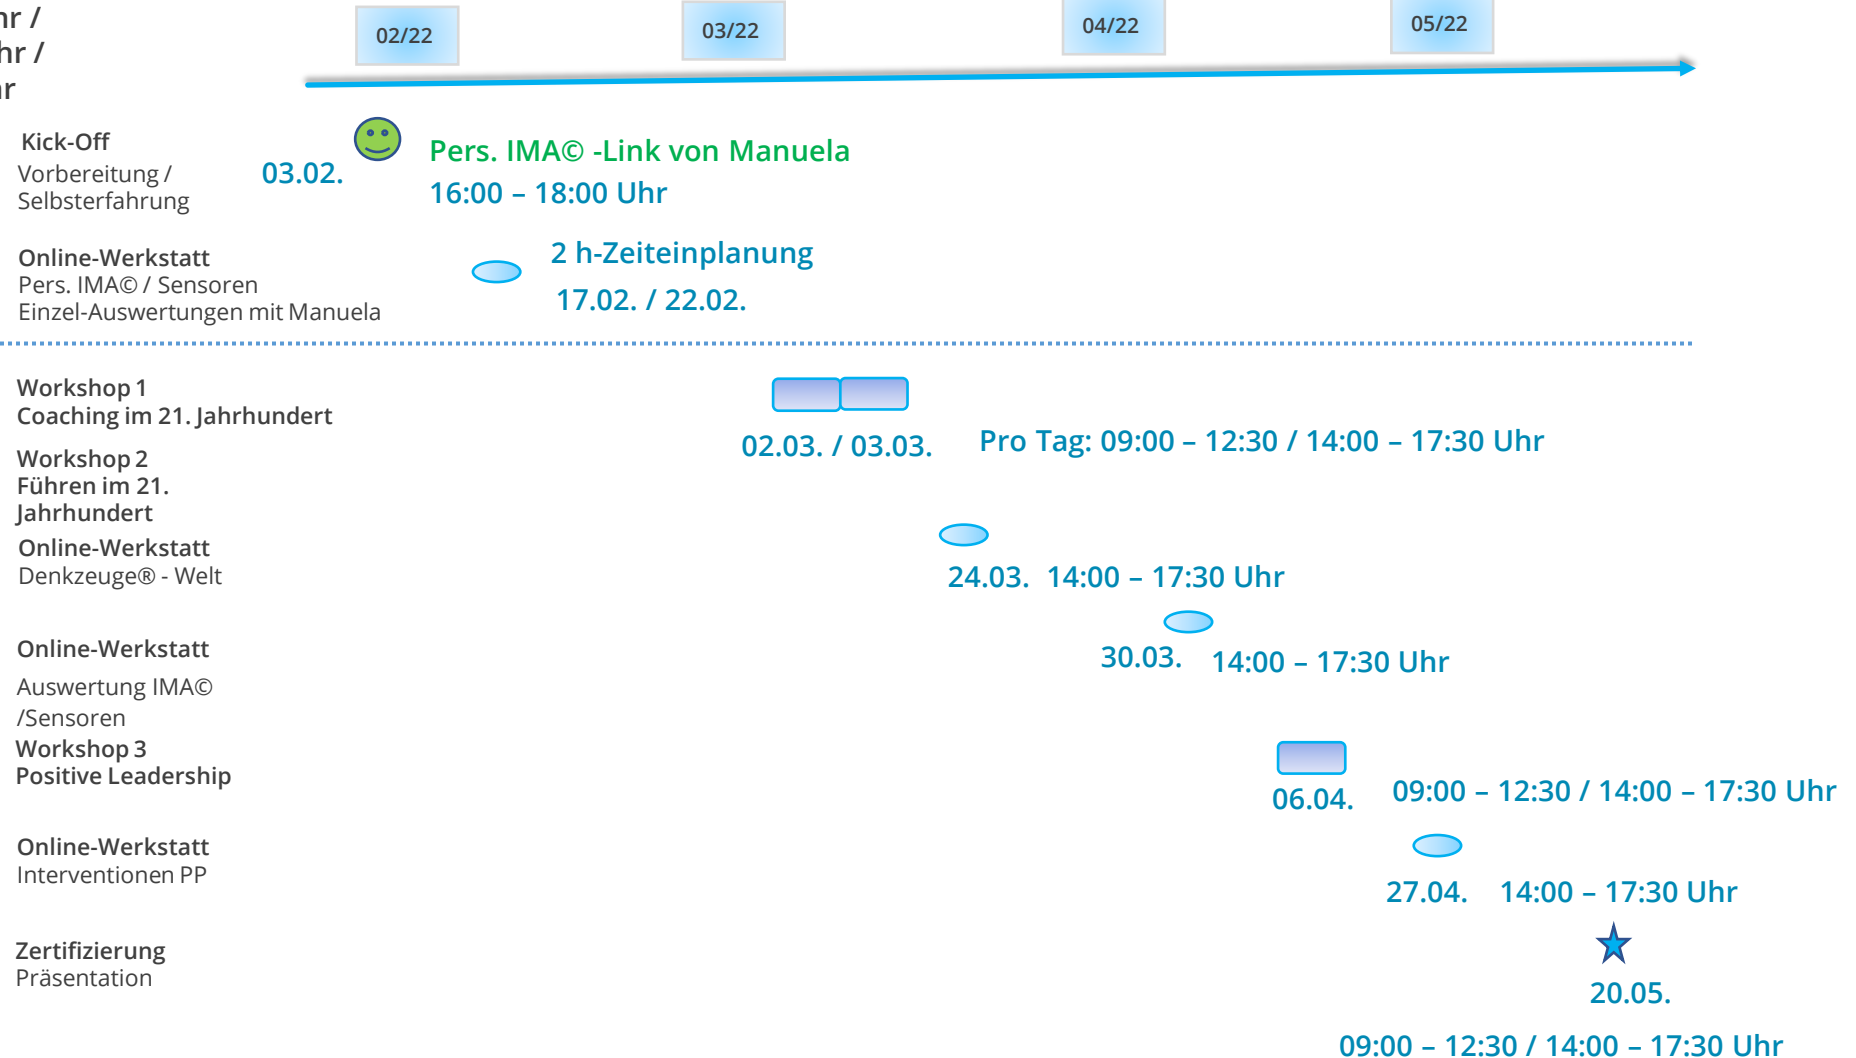 02/22
03/22
04/22
05/22
Kick-Off
Vorbereitung /
Selbsterfahrung
03.02.
Pers. IMA© -Link von Manuela
16:00 – 18:00 Uhr
Online-Werkstatt
Pers. IMA© / Sensoren
Einzel-Auswertungen mit Manuela
2 h-Zeiteinplanung
17.02. / 22.02.
Workshop 1
Coaching im 21. Jahrhundert
02.03. / 03.03.
Pro Tag: 09:00 – 12:30 / 14:00 – 17:30 Uhr
Workshop 2
Führen im 21.
Jahrhundert
Online-Werkstatt
Denkzeuge® - Welt
24.03. 14:00 – 17:30 Uhr
Online-Werkstatt
Auswertung IMA©
/Sensoren
30.03. 14:00 – 17:30 Uhr
Workshop 3
Positive Leadership
06.04.
09:00 – 12:30 / 14:00 – 17:30 Uhr
Online-Werkstatt
Interventionen PP
27.04. 14:00 – 17:30 Uhr
Zertifizierung
Präsentation
20.05.
09:00 – 12:30 / 14:00 – 17:30 Uhr